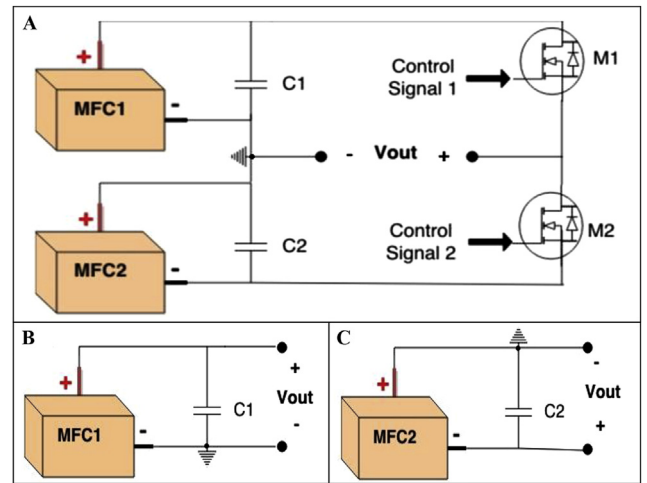 A
+
MFC1
-
C1
Control
Signal 1
M1
- Vout +
+
MFC2
-
C2
Control
Signal 2
M2
B
+
MFC1
-
C1
+
Vout
-
C
+
MFC2
-
C2
-
Vout
+